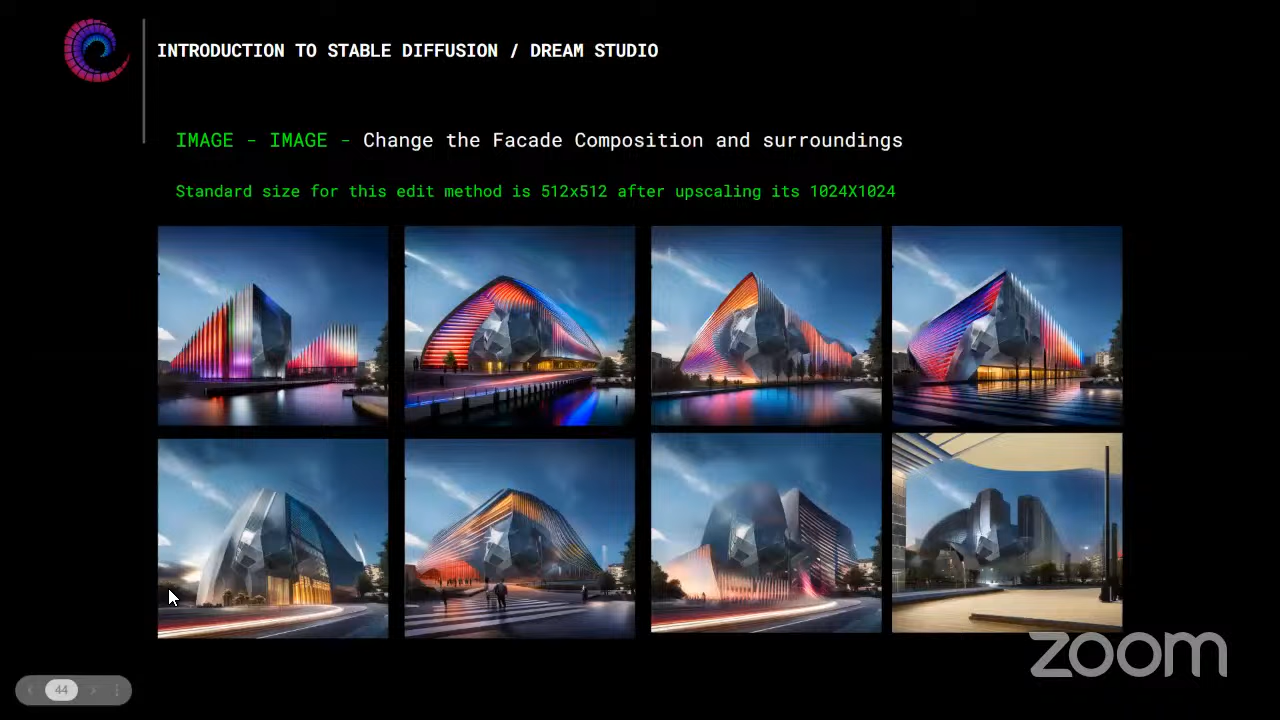 INTRODUCTION TO STABLE DIFFUSION / DREAM STUDIO
IMAGE - IMAGE - Change the Facade Composition and surroundings
Standard size for this edit method is 512x512 after upscaling its 1024X1024
zoom
44